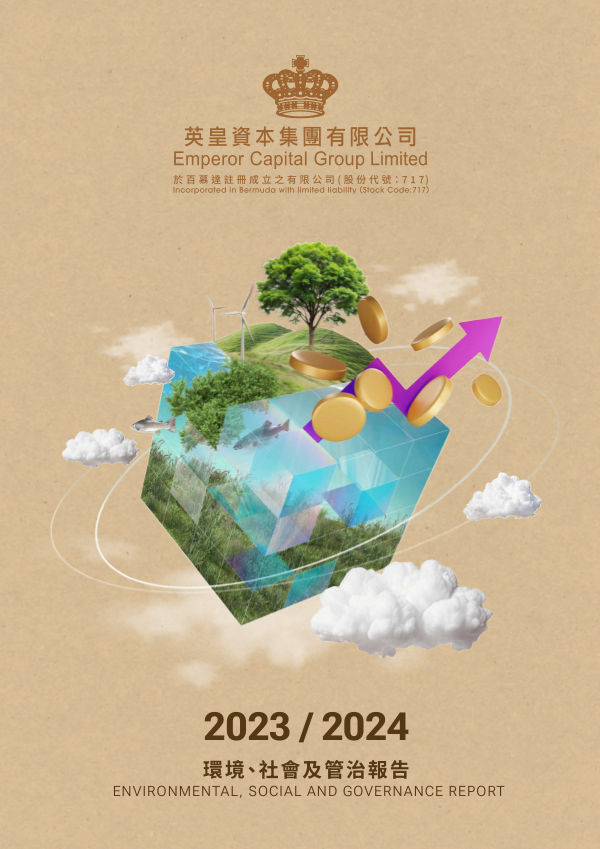 英皇資本集團有限公司
Emperor Capital Group Limited
於百慕達註冊成立之有限公司(股份代號：717)
Incorporated in Bermuda with limited liability (Stock Code:717)
2023 / 2024
環境、社會及管治報告
ENVIRONMENTAL, SOCIAL AND GOVERNANCE REPORT